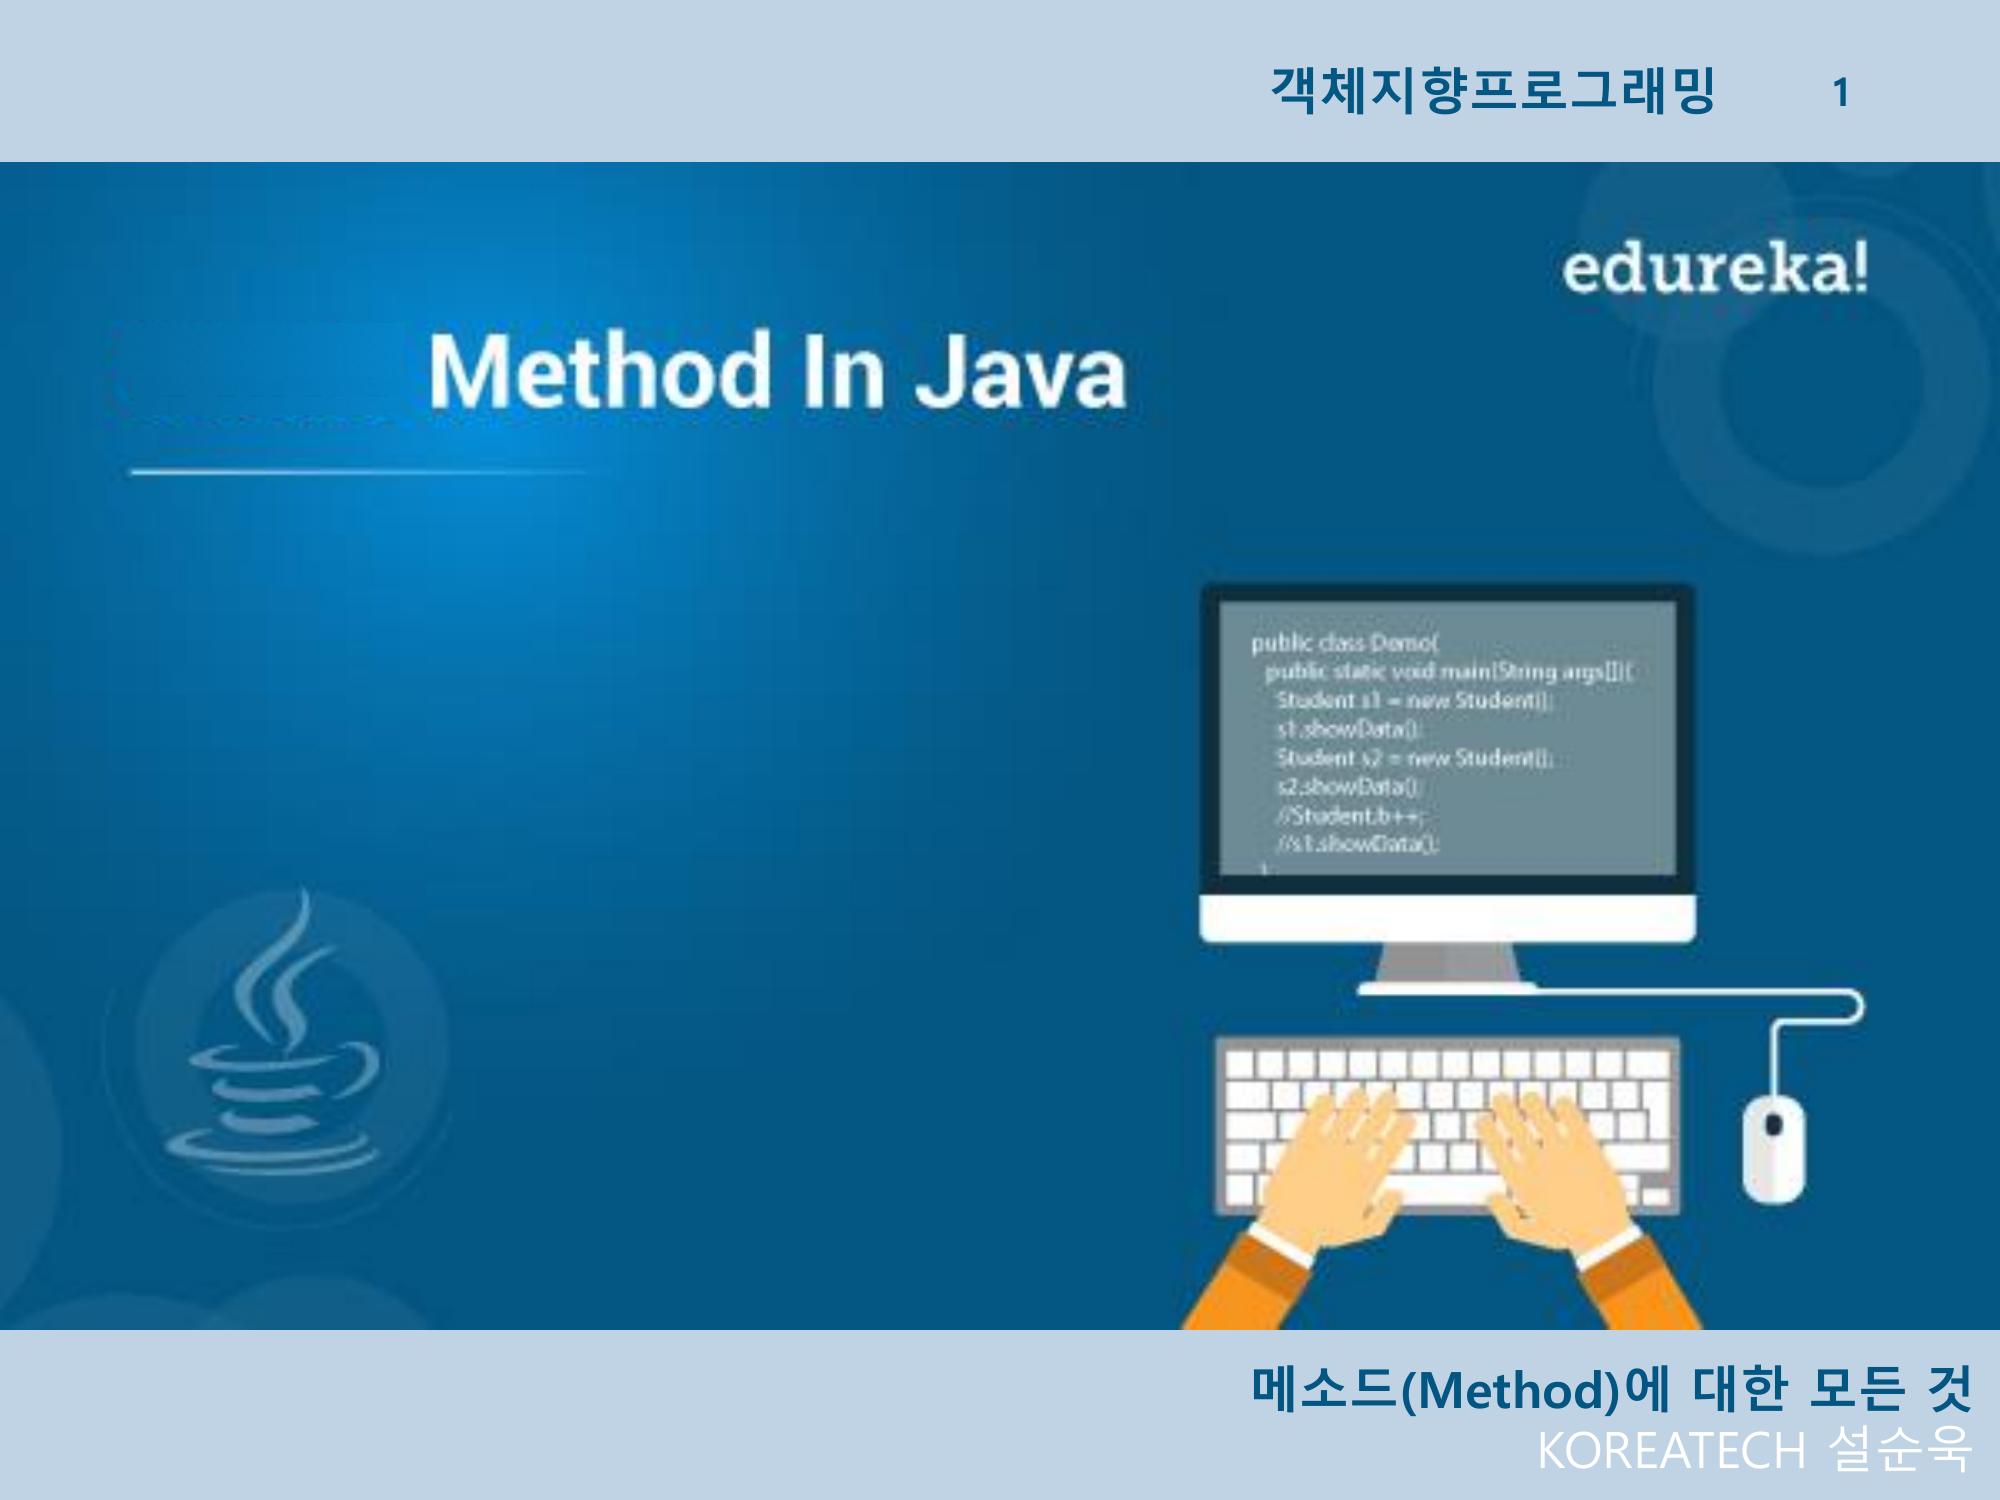 객체지향프로그래밍 1
edureka!
Method In Java
public class Demo{
public static void main(String args[]){
Student s1 = new Student();
s1.showData();
Student s2 = new Student();
s2.showData();
//Student.b++;
//s1.showData();
}
메소드(Method)에 대한 모든 것
KOREATECH 설순욱